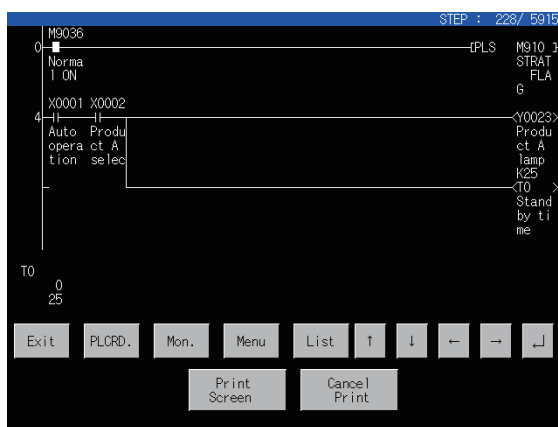 STEP : 228/ 5915
M9036
0 [PLS M910 ]
Norma
l ON
STRAT
FLA
G
X0001 X0002
4 <Y0023>
Auto Produ
opera ct A
tion selec
Produ
ct A
lamp
K25
<T0 >
Stand
by ti
me
T0
0
25
Exit PLCRD. Mon. Menu List ↑ ↓ ← → ↵
Print
Screen
Cancel
Print